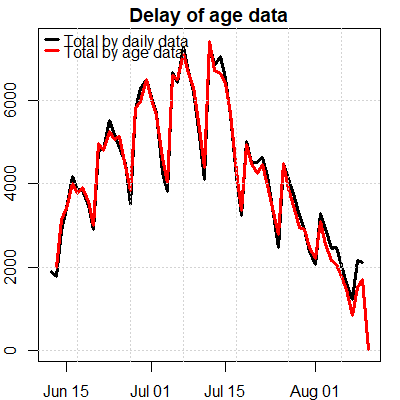 Delay of age data
Total by daily data
Total by age data
6000
4000
2000
0
Jun 15 Jul 01 Jul 15 Aug 01